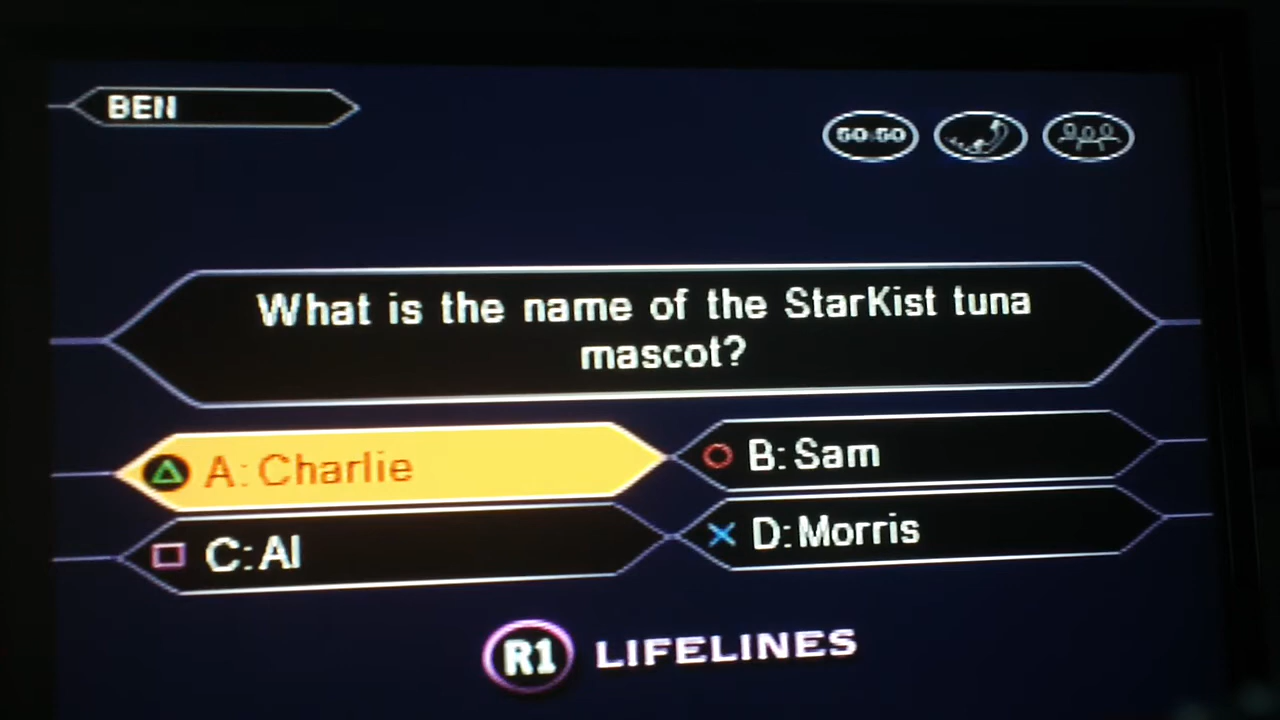 BEN
50:50
What is the name of the StarKist tuna
mascot?
A: Charlie
B: Sam
C: Al
D: Morris
R1 LIFELINES